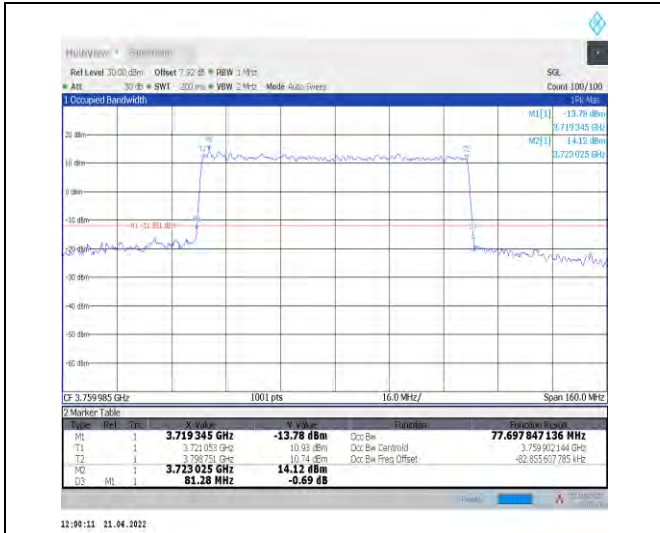 MultiView Spectrum
Ref Level 30.00 dBm Offset 7.92 dB RBW 1 MHz SGL
Att 30 dB SWT 200 ms VBW 2 MHz Mode Auto Sweep Count 100/100
1 Occupied Bandwidth 1Pk Max
M1[1] -13.78 dBm
3.719 345 GHz
M2[1] 14.12 dBm
3.723 025 GHz
20 dBm
10 dBm
0 dBm
-10 dBm
-20 dBm
-30 dBm
-40 dBm
-50 dBm
-60 dBm
CF 3.759 985 GHz 1001 pts 16.0 MHz/ Span 160.0 MHz
2 Marker Table
Type Ref Trc X-Value Y-Value Function Function Result
M1 1 3.719 345 GHz -13.78 dBm Occ Bw 77.697 847 136 MHz
T1 1 3.721 053 GHz 10.93 dBm Occ Bw Centroid 3.759 902 144 GHz
T2 1 3.798 751 GHz 10.74 dBm Occ Bw Freq Offset -82.855 607 785 kHz
M2 1 3.723 025 GHz 14.12 dBm
D3 M1 1 81.28 MHz -0.69 dB
12:00:11 21.04.2022